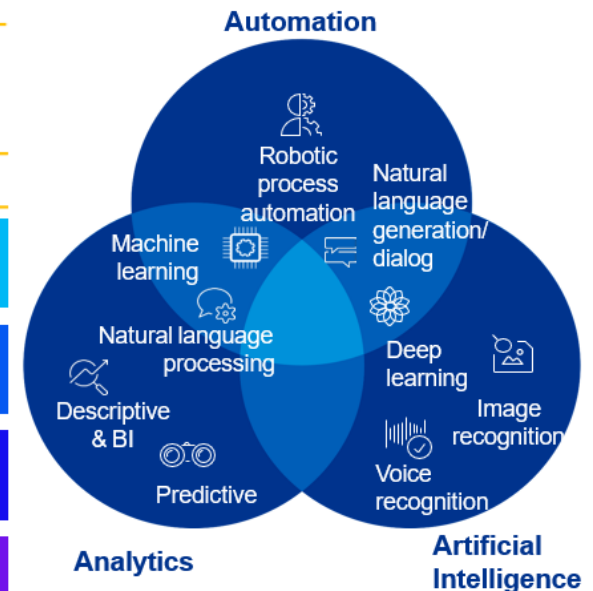 Automation
Robotic
process
automation
Natural
language
generation/
dialog
Machine
learning
Natural language
processing
Deep
learning
Descriptive
& BI
Image
recognition
Predictive
Voice
recognition
Analytics
Artificial
Intelligence